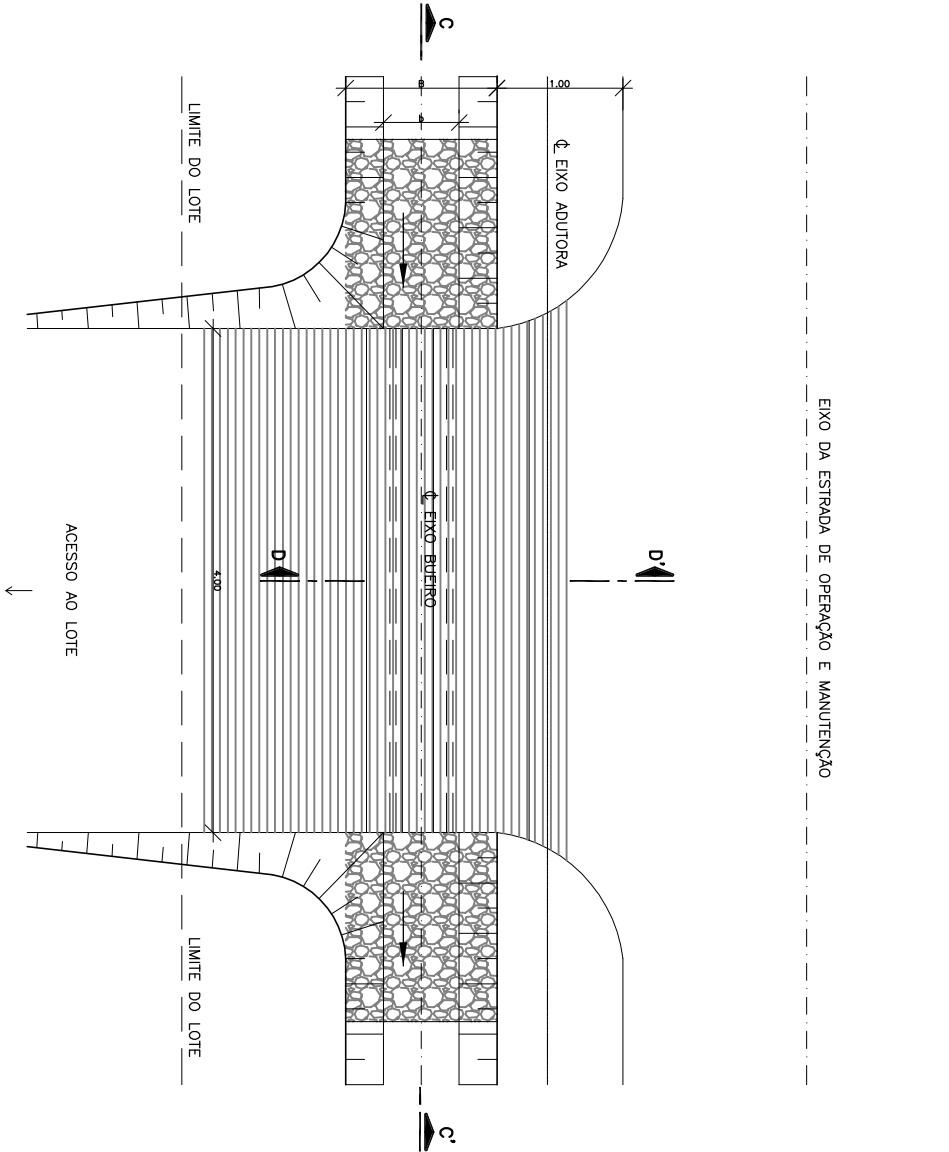 EIXO DA ESTRADA DE OPERAÇÃO E MANUTENÇÃO
D'
1.00
℄ EIXO ADUTORA
C
B
b
℄ EIXO BUEIRO
C'
D
4.00
LIMITE DO LOTE
LIMITE DO LOTE
ACESSO AO LOTE